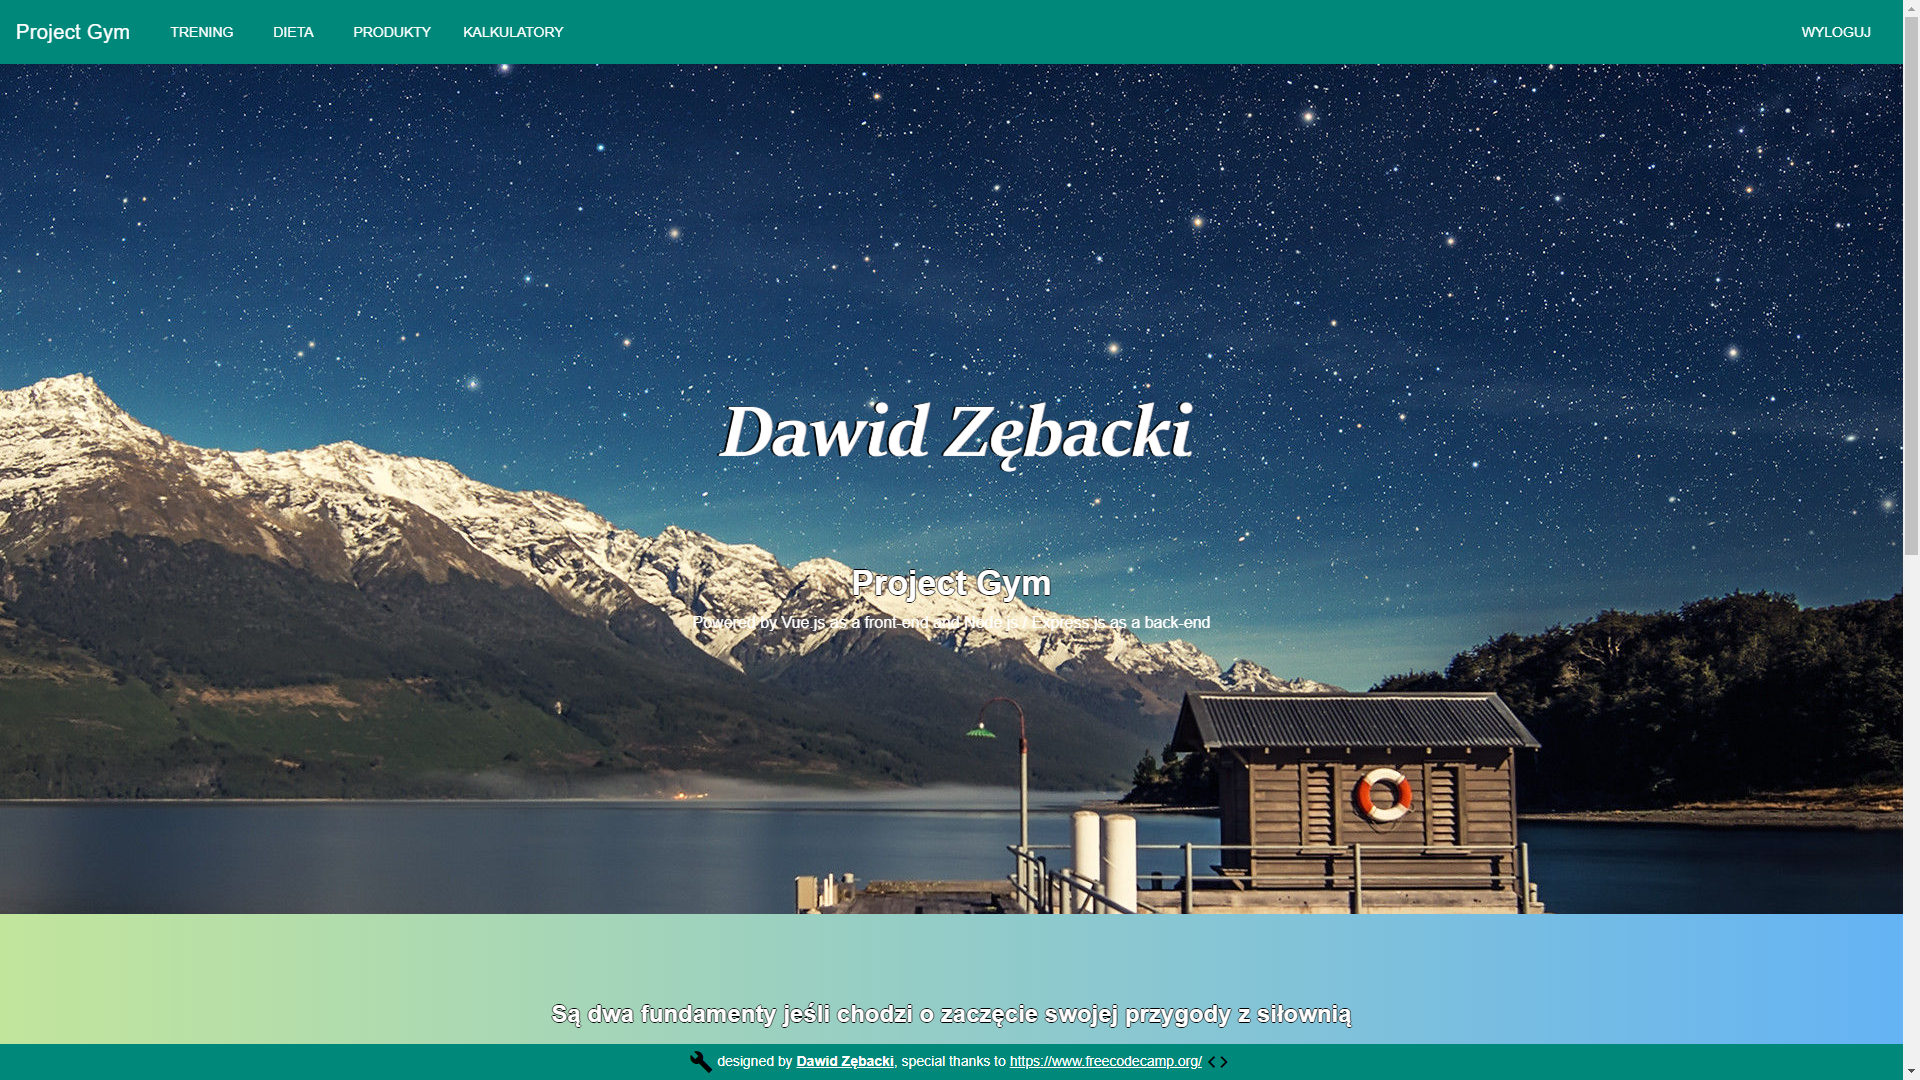 Project Gym TRENING DIETA PRODUKTY KALKULATORY WYLOGUJ
Dawid Zębacki
Project Gym
Powered by Vue.js as a front-end and Node.js / Express.js as a back-end
Są dwa fundamenty jeśli chodzi o zaczęcie swojej przygody z siłownią
designed by Dawid Zębacki, special thanks to https://www.freecodecamp.org/